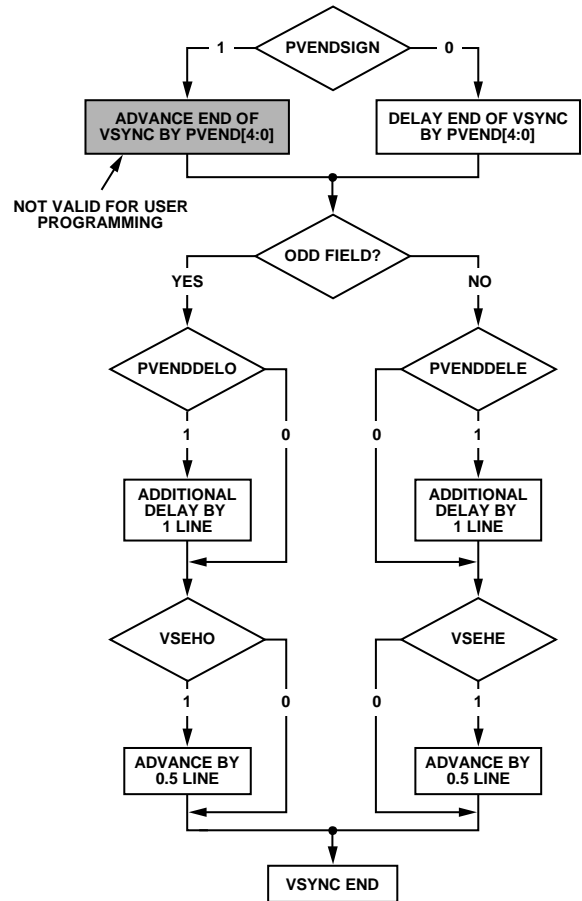 PVENDSIGN
1
0
ADVANCE END OF
VSYNC BY PVEND[4:0]
DELAY END OF VSYNC
BY PVEND[4:0]
NOT VALID FOR USER
PROGRAMMING
ODD FIELD?
YES
NO
PVENDDELO
PVENDDELE
1
0
0
1
ADDITIONAL
DELAY BY
1 LINE
ADDITIONAL
DELAY BY
1 LINE
VSEHO
VSEHE
1
0
0
1
ADVANCE BY
0.5 LINE
ADVANCE BY
0.5 LINE
VSYNC END